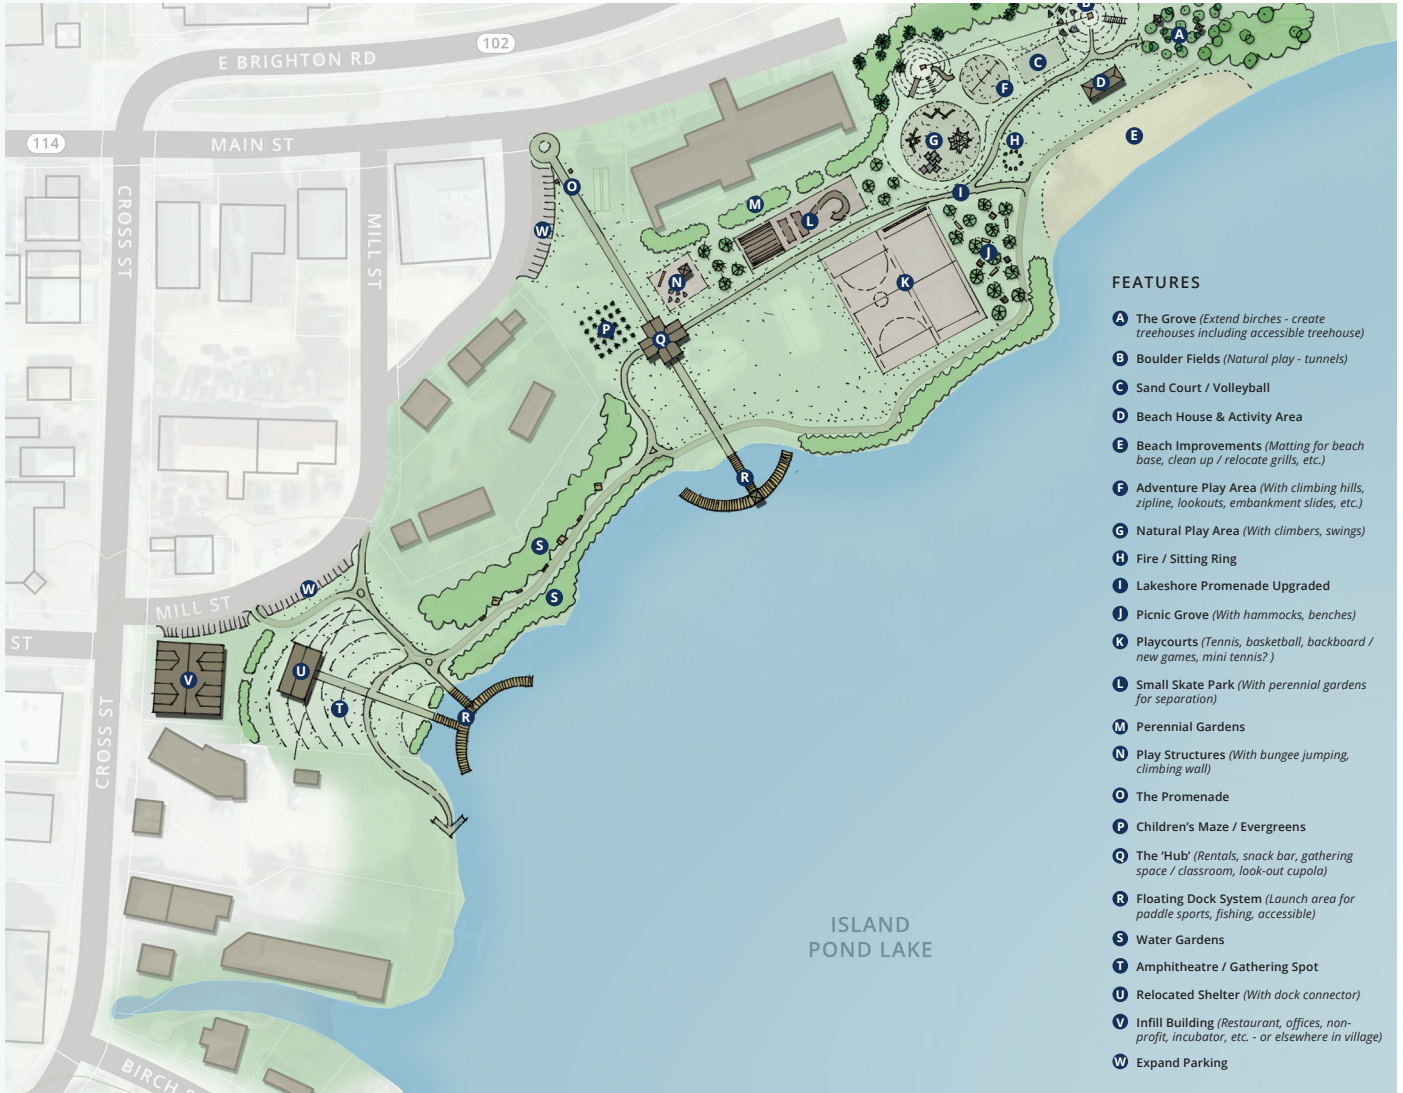 102
E BRIGHTON RD
114
MAIN ST
CROSS ST
MILL ST
B
A
C
D
F
E
G
H
O
I
M
L
W
J
N
K
P
Q
R
S
W
S
MILL ST
ST
U
V
T
R
CROSS ST
ISLAND
POND LAKE
BIRCH
FEATURES
A The Grove (Extend birches - create
treehouses including accessible treehouse)
B Boulder Fields (Natural play - tunnels)
C Sand Court / Volleyball
D Beach House & Activity Area
E Beach Improvements (Matting for beach
base, clean up / relocate grills, etc.)
F Adventure Play Area (With climbing hills,
zipline, lookouts, embankment slides, etc.)
G Natural Play Area (With climbers, swings)
H Fire / Sitting Ring
I Lakeshore Promenade Upgraded
J Picnic Grove (With hammocks, benches)
K Playcourts (Tennis, basketball, backboard /
new games, mini tennis? )
L Small Skate Park (With perennial gardens
for separation)
M Perennial Gardens
N Play Structures (With bungee jumping,
climbing wall)
O The Promenade
P Children’s Maze / Evergreens
Q The ‘Hub’ (Rentals, snack bar, gathering
space / classroom, look-out cupola)
R Floating Dock System (Launch area for
paddle sports, fishing, accessible)
S Water Gardens
T Amphitheatre / Gathering Spot
U Relocated Shelter (With dock connector)
V Infill Building (Restaurant, offices, non-
profit, incubator, etc. - or elsewhere in village)
W Expand Parking